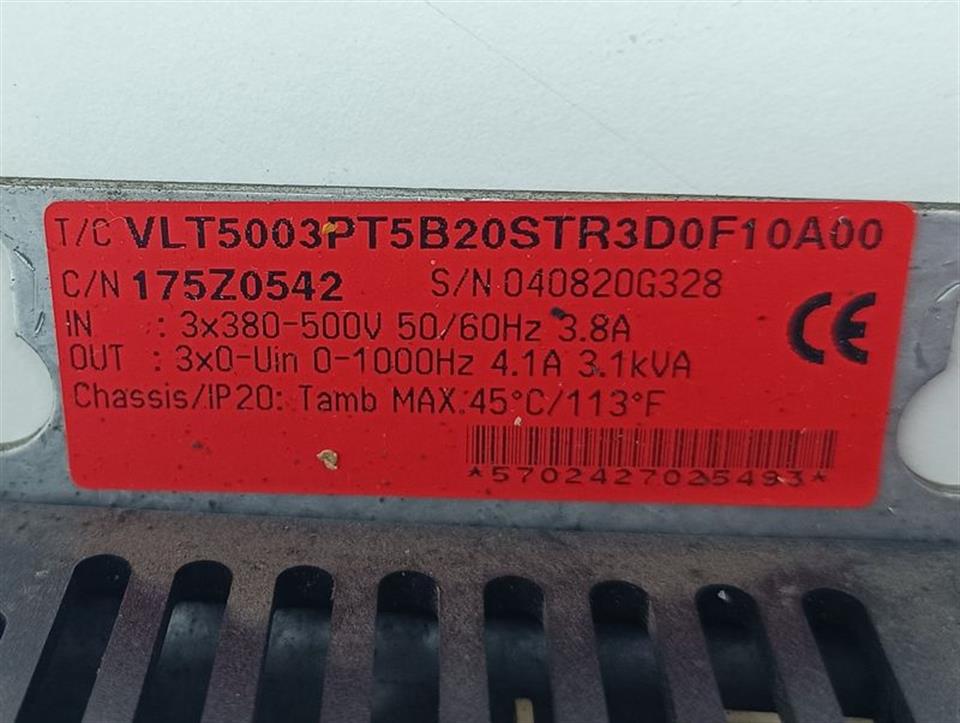 T/C VLT5003PT5B20STR3D0F10A00
C/N 175Z0542 S/N 040820G328
IN : 3x380-500V 50/60Hz 3.8A
OUT : 3x0-Uin 0-1000Hz 4.1A 3.1kVA
Chassis/IP20: Tamb MAX.45°C/113°F
CE
*5702427025493*